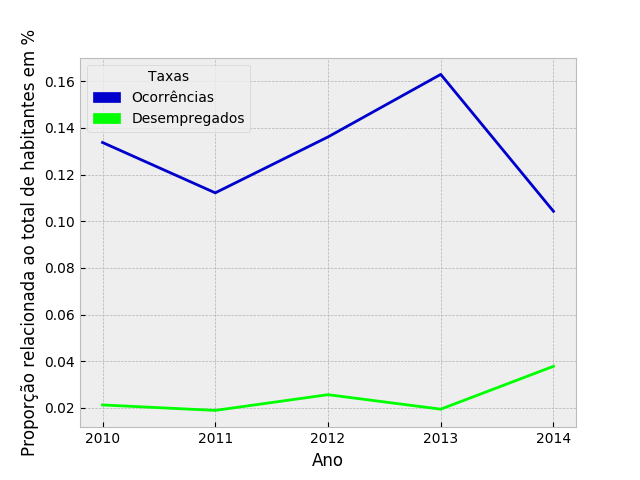 Proporção relacionada ao total de habitantes em %
0.16
0.14
0.12
0.10
0.08
0.06
0.04
0.02
Taxas
Ocorrências
Desempregados
2010 2011 2012 2013 2014
Ano